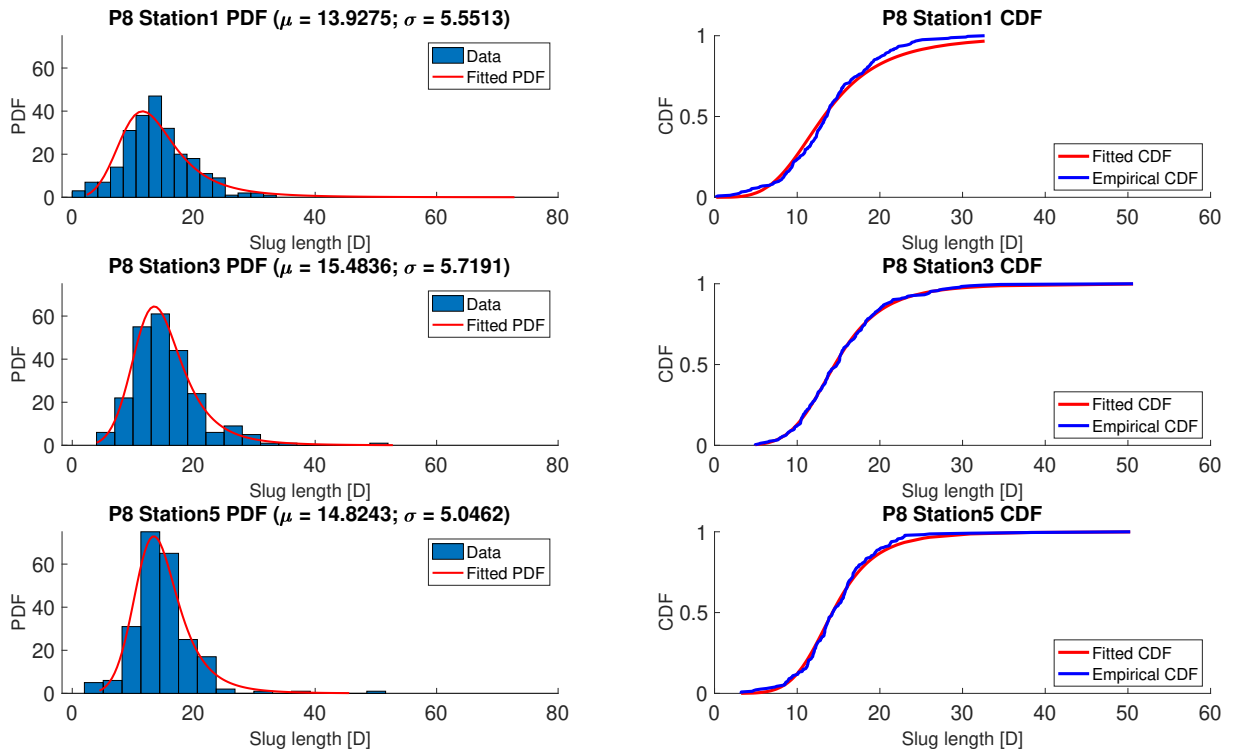 P8 Station1 PDF (μ = 13.9275; σ = 5.5513)
PDF
60
40
20
0
Data
Fitted PDF
0 20 40 60 80
Slug length [D]
P8 Station1 CDF
CDF
1
0.5
0
Fitted CDF
Empirical CDF
0 10 20 30 40 50 60
Slug length [D]
P8 Station3 PDF (μ = 15.4836; σ = 5.7191)
PDF
60
40
20
0
Data
Fitted PDF
0 20 40 60 80
Slug length [D]
P8 Station3 CDF
CDF
1
0.5
0
Fitted CDF
Empirical CDF
0 10 20 30 40 50 60
Slug length [D]
P8 Station5 PDF (μ = 14.8243; σ = 5.0462)
PDF
60
40
20
0
Data
Fitted PDF
0 20 40 60 80
Slug length [D]
P8 Station5 CDF
CDF
1
0.5
0
Fitted CDF
Empirical CDF
0 10 20 30 40 50 60
Slug length [D]